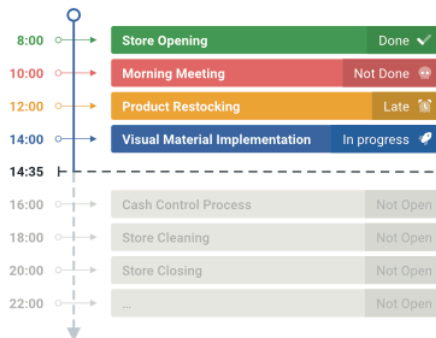 8:00 Store Opening Done
10:00 Morning Meeting Not Done
12:00 Product Restocking Late
14:00 Visual Material Implementation In progress
14:35
16:00 Cash Control Process Not Open
18:00 Store Cleaning Not Open
20:00 Store Closing Not Open
22:00 ... Not Open